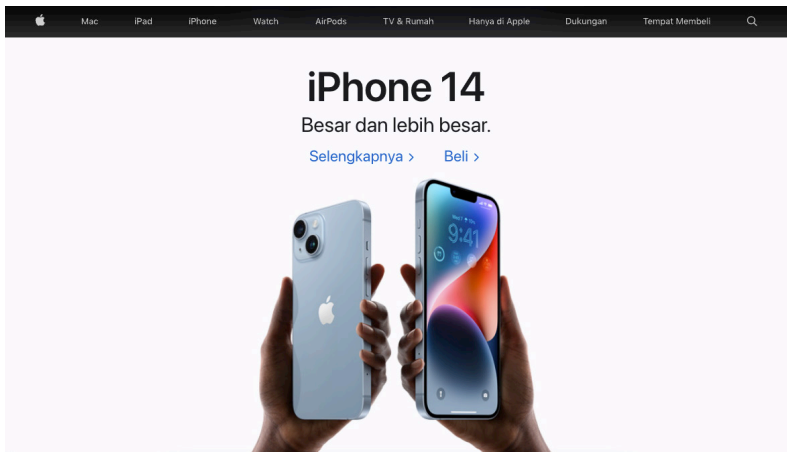 Mac iPad iPhone Watch AirPods TV & Rumah Hanya di Apple Dukungan Tempat Membeli
iPhone 14
Besar dan lebih besar.
Selengkapnya > Beli >
9:41